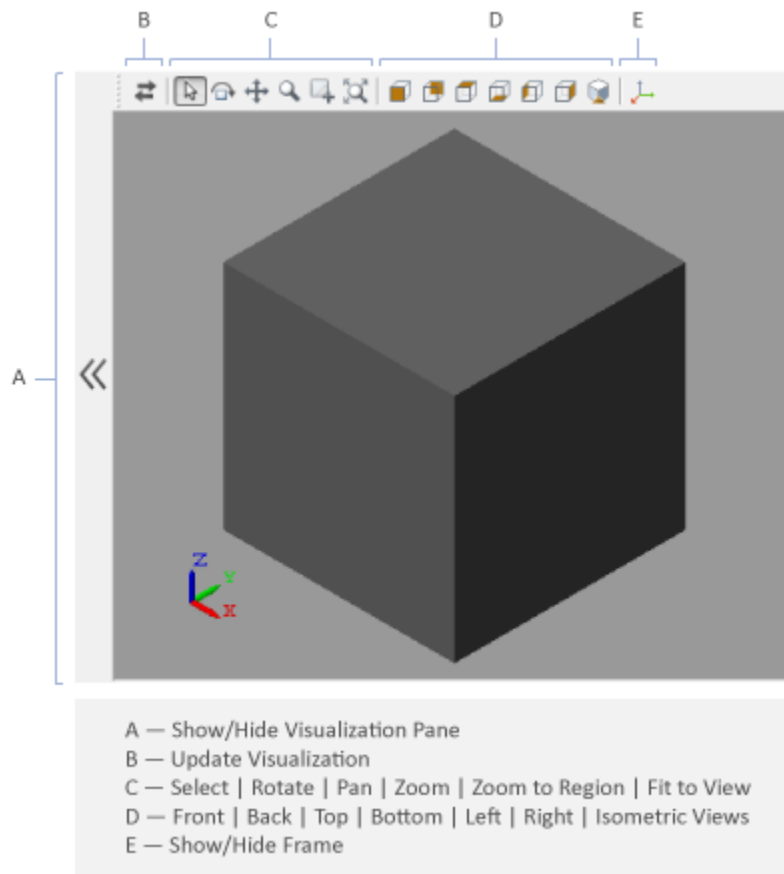 B C D E
A
Z
Y
X
A — Show/Hide Visualization Pane
B — Update Visualization
C — Select | Rotate | Pan | Zoom | Zoom to Region | Fit to View
D — Front | Back | Top | Bottom | Left | Right | Isometric Views
E — Show/Hide Frame